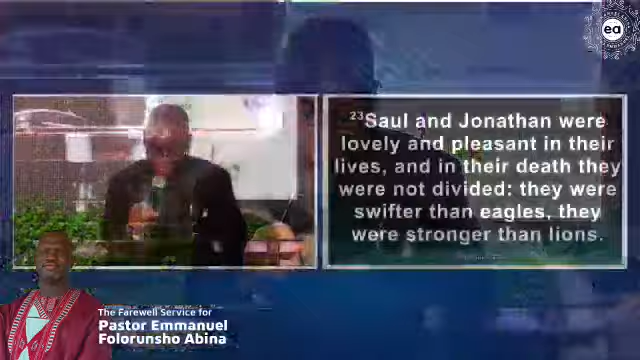 ea
²³Saul and Jonathan were
lovely and pleasant in their
lives, and in their death they
were not divided: they were
swifter than eagles, they
were stronger than lions.
The Farewell Service for
Pastor Emmanuel
Folorunsho Abina